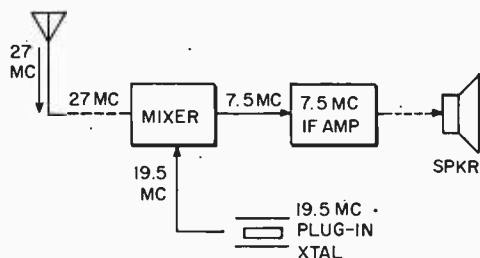 27
MC
27 MC
MIXER
7.5 MC
7.5 MC
IF AMP
SPKR
19.5
MC
19.5 MC
PLUG-IN
XTAL